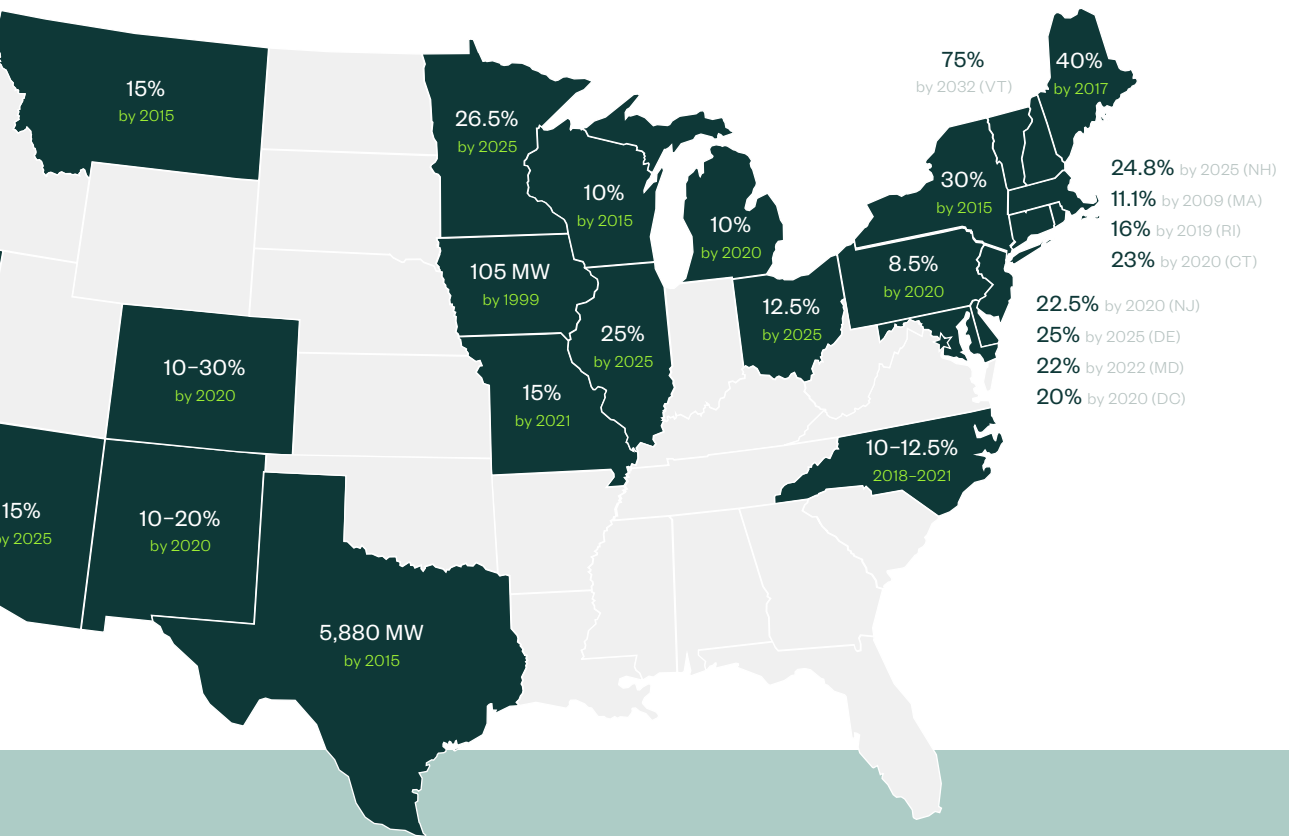 15%
by 2015
26.5%
by 2025
10%
by 2015
10%
by 2020
75%
by 2032 (VT)
40%
by 2017
30%
by 2015
24.8% by 2025 (NH)
11.1% by 2009 (MA)
16% by 2019 (RI)
23% by 2020 (CT)
105 MW
by 1999
8.5%
by 2020
12.5%
by 2025
25%
by 2025
22.5% by 2020 (NJ)
25% by 2025 (DE)
22% by 2022 (MD)
20% by 2020 (DC)
10–30%
by 2020
15%
by 2021
10–12.5%
2018–2021
15%
by 2025
10–20%
by 2020
5,880 MW
by 2015